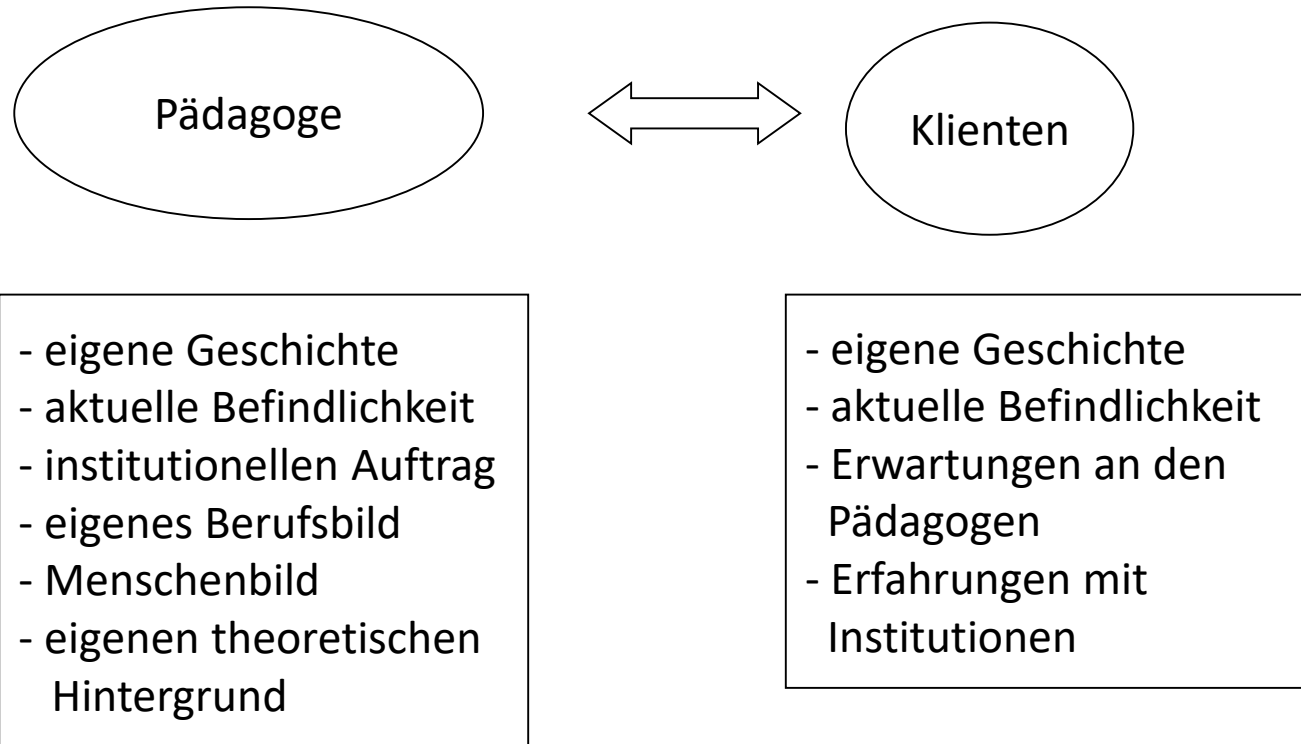 Pädagoge
Klienten
- eigene Geschichte
- aktuelle Befindlichkeit
- institutionellen Auftrag
- eigenes Berufsbild
- Menschenbild
- eigenen theoretischen
Hintergrund
- eigene Geschichte
- aktuelle Befindlichkeit
- Erwartungen an den
Pädagogen
- Erfahrungen mit
Institutionen